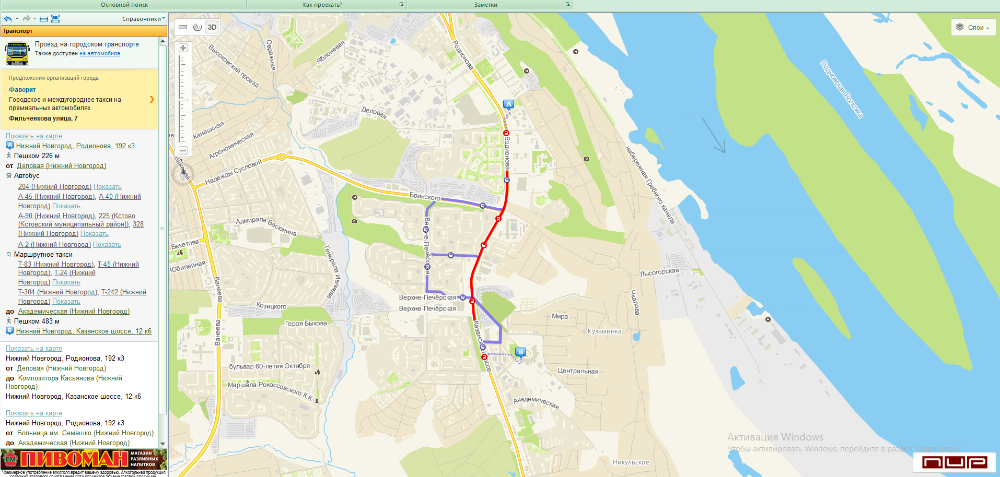 Основной поиск
Как проехать?
Заметки
Справочники
Транспорт
Проезд на городском транспорте
Также доступен на автомобиле.
Предложения организаций города
Фаворит
Городское и междугороднее такси на
премиальных автомобилях
Фильченкова улица, 7
Показать на карте
A Нижний Новгород, Родионова, 192 к3
Пешком 226 м
от Деловая (Нижний Новгород)
Автобус
204 (Нижний Новгород) Показать
А-45 (Нижний Новгород), А-40 (Нижний
Новгород) Показать
А-90 (Нижний Новгород), 225 (Кстово
(Кстовский муниципальный район)), 328
(Нижний Новгород) Показать
А-2 (Нижний Новгород) Показать
Маршрутное такси
Т-83 (Нижний Новгород), Т-45 (Нижний
Новгород), Т-24 (Нижний
Новгород) Показать
Т-304 (Нижний Новгород), Т-242 (Нижний
Новгород) Показать
до Академическая (Нижний Новгород)
Пешком 483 м
B Нижний Новгород, Казанское шоссе, 12 к6
Показать на карте
Нижний Новгород, Родионова, 192 к3
от Деловая (Нижний Новгород)
до Композитора Касьянова (Нижний
Новгород)
Нижний Новгород, Казанское шоссе, 12 к6
Показать на карте
Нижний Новгород, Родионова, 192 к3
от Больница им. Семашко (Нижний Новгород)
до Академическая (Нижний Новгород)
ПМ
ПИВОМАН
МАГАЗИН
РАЗЛИВНЫХ
НАПИТКОВ
Чрезмерное употребление алкоголя вредит вашему здоровью. Алкогольная продукция
3D
Слои
Овражная
Высоковский проезд
Яблоневая
Родионова
Деловая
Канашская
Агрономическая
Ванеева
Надежды Сусловой
A
Родионова
Бринского
Адмирала Васюнина
Верхне-Печёрская
Бекетова
Юбилейная
Генерала Ивлиева
Ванеева
Козицкого
Верхне-Печёрская
Верхне-Печёрская
Героя Быкова
Ванеева
Казанское шоссе
B
Мира
Кузьминка
Чкалова
Лысогорская
набережная Гребного канала
Подновская Воложка
бульвар 60-летия Октября
Маршала Рокоссовского К.К.
Центральная
Академическая
Никульское
Активация Windows
Чтобы активировать Windows, перейдите в раздел "Параметры".